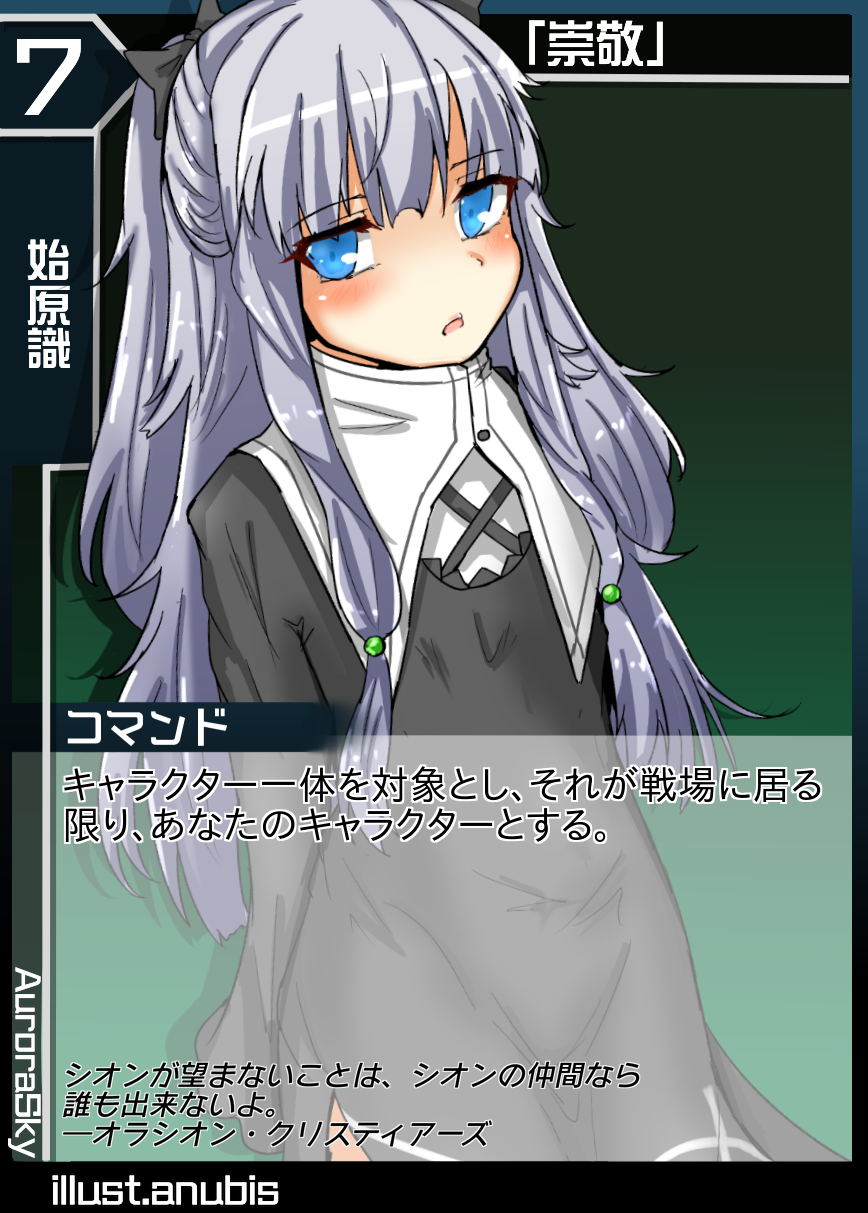 7
「崇敬」
始原識
コマンド
キャラクター一体を対象とし、それが戦場に居る
限り、あなたのキャラクターとする。
シオンが望まないことは、シオンの仲間なら
誰も出来ないよ。
―オラシオン・クリスティアーズ
AuroraSky
illust.anubis